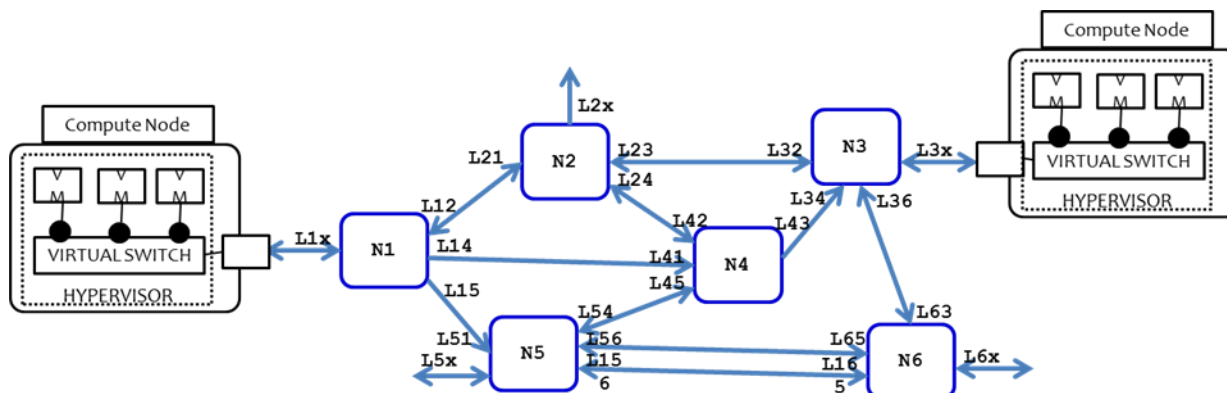 Compute Node
V
M
V
M
V
M
VIRTUAL SWITCH
HYPERVISOR
L1x
N1
L12
L14
L15
L21
L2x
N2
L23
L24
L32
N3
L3x
L34
L36
L42
L43
L41
N4
L45
L51
L54
L5x
N5
L56
L15
6
L65
L16
5
L63
N6
L6x
Compute Node
V
M
V
M
V
M
VIRTUAL SWITCH
HYPERVISOR